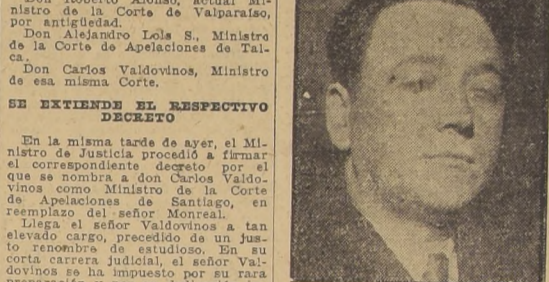 Don Roberto Alonso, actual Mi-
nistro de la Corte de Valparaíso,
por antigüedad.
Don Alejandro Lois S., Ministro
de la Corte de Apelaciones de Tal-
ca.
Don Carlos Valdovinos, Ministro
de esa misma Corte.
SE EXTIENDE EL RESPECTIVO
DECRETO
En la misma tarde de ayer, el Mi-
nistro de Justicia procedió a firmar
el correspondiente decreto por el
que se nombra a don Carlos Valdo-
vinos como Ministro de la Corte
de Apelaciones de Santiago, en
reemplazo del señor Monreal.
Llega el señor Valdovinos a tan
elevado cargo, precedido de un jus-
to renombre de estudioso. En su
corta carrera judicial, el señor Val-
dovinos se ha impuesto por su rara